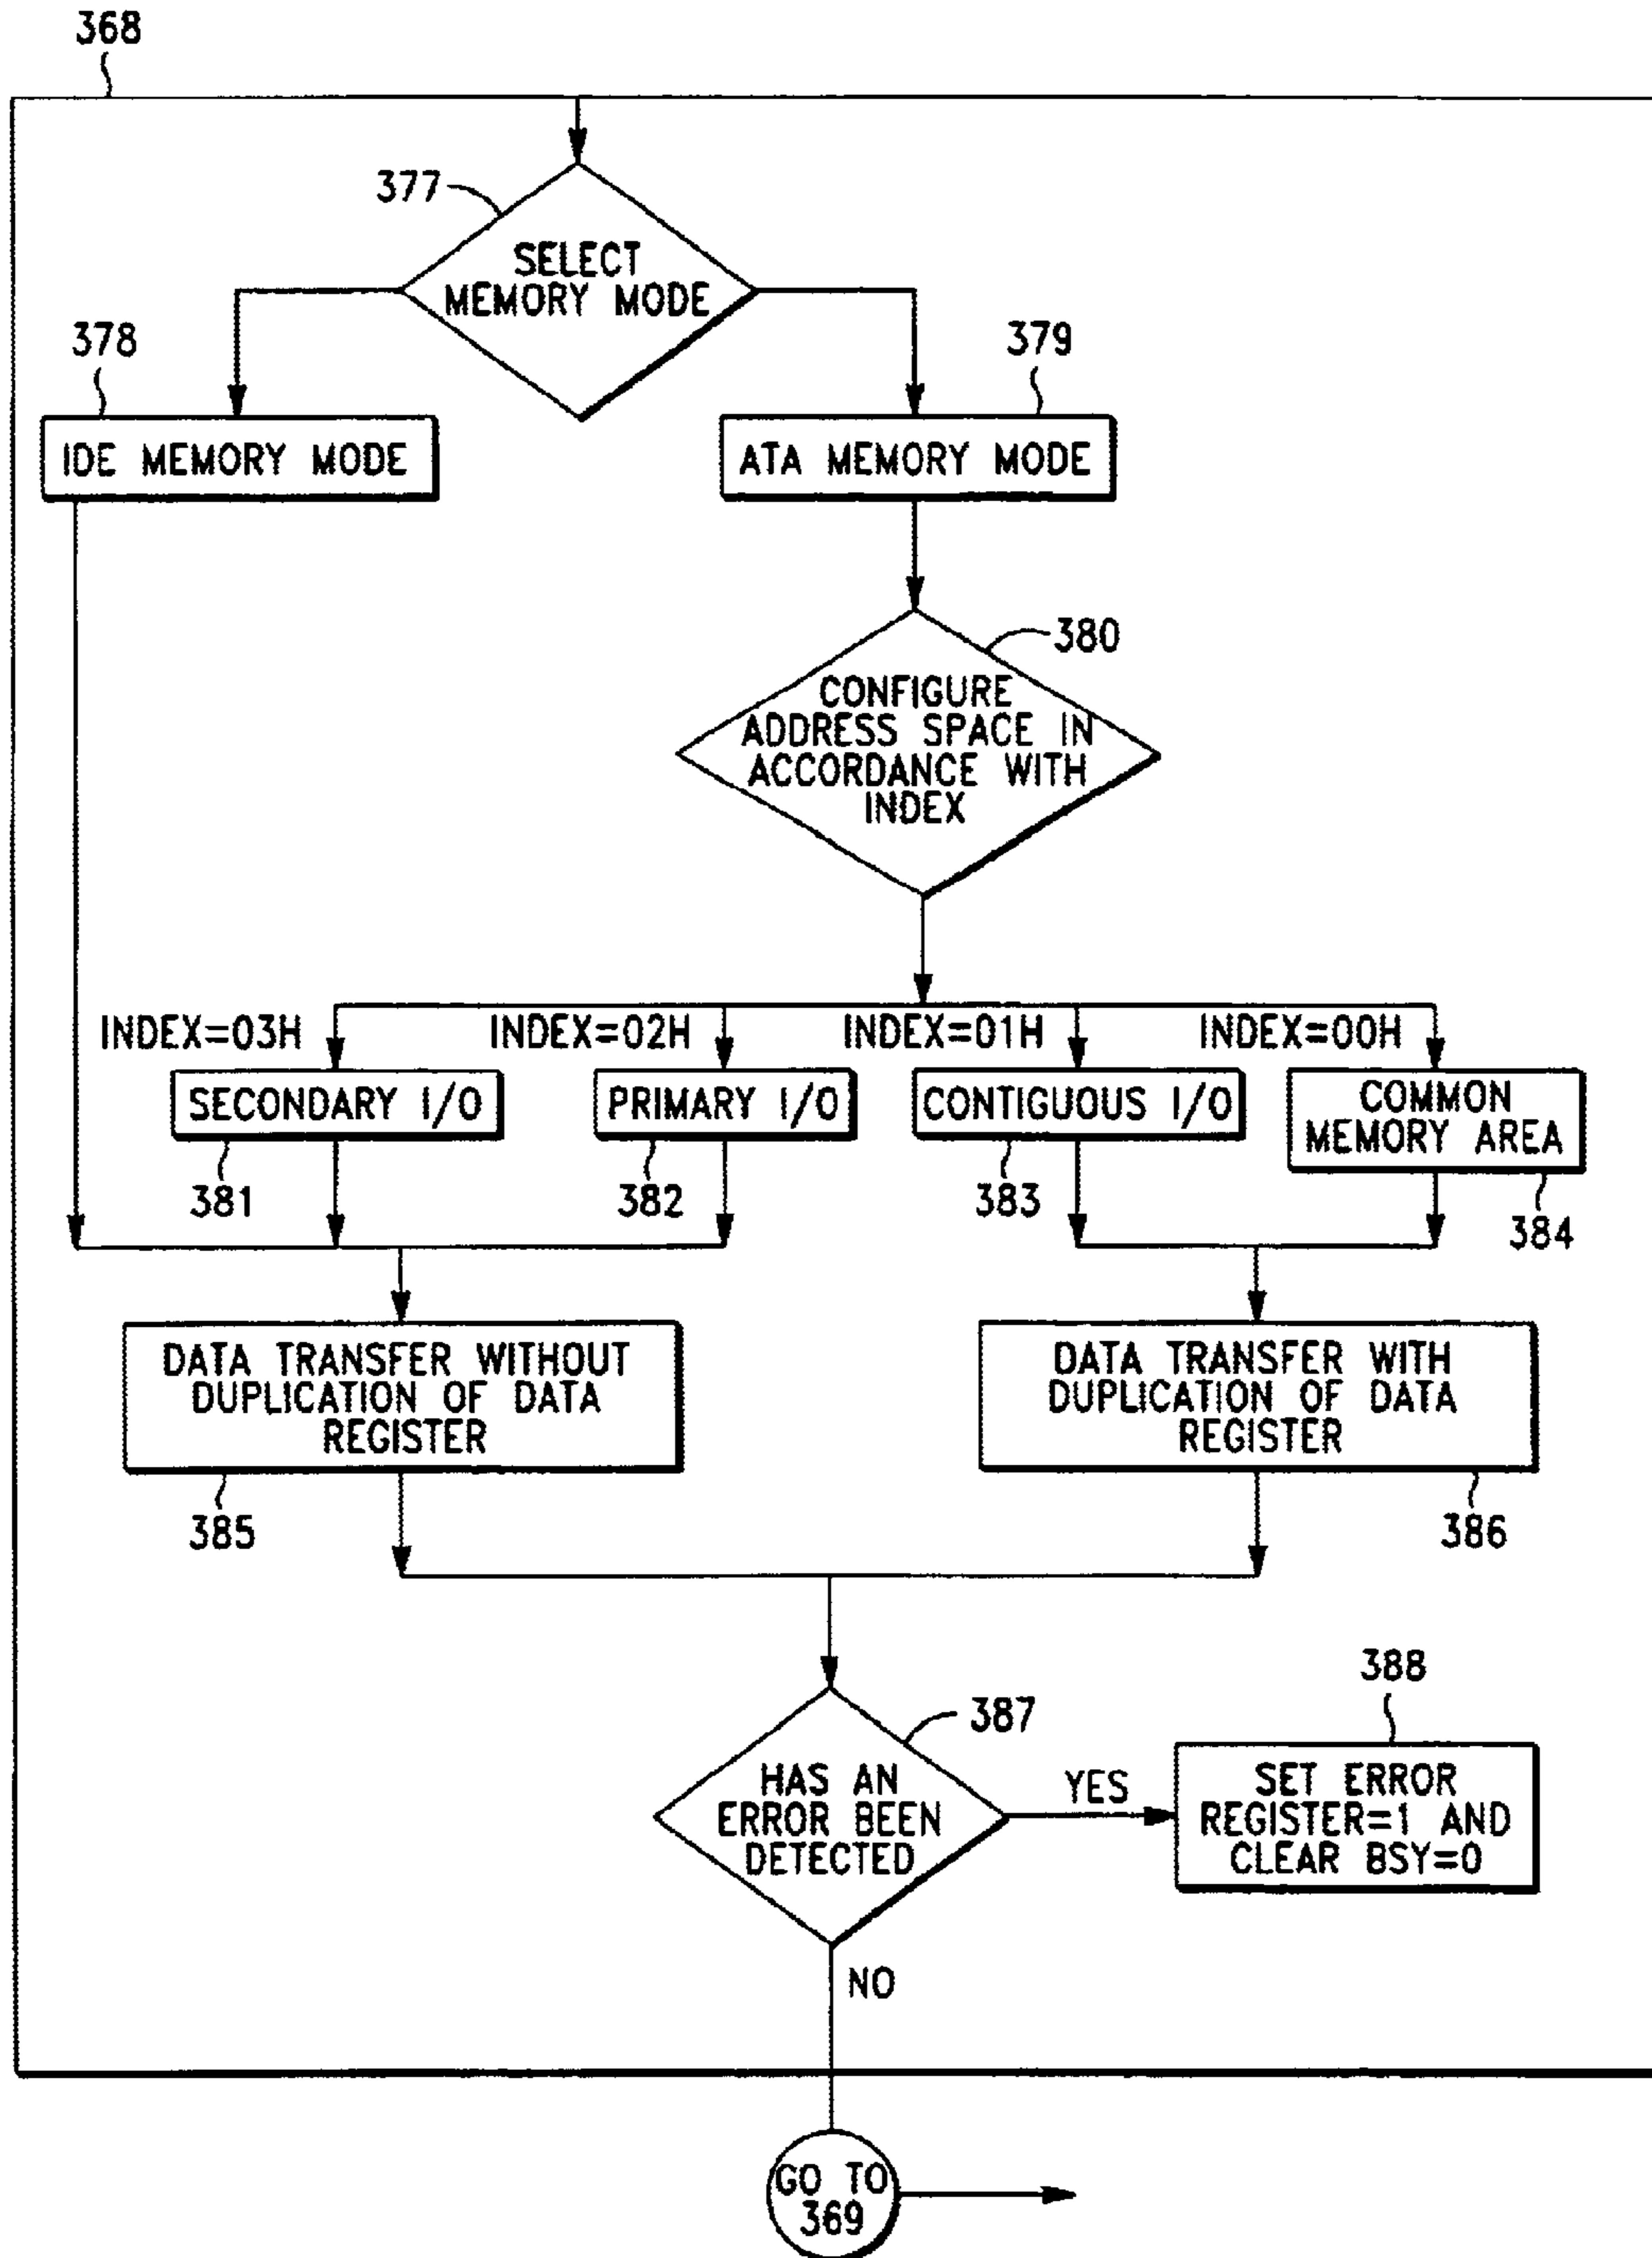 368
377
SELECT
MEMORY MODE
378
379
IDE MEMORY MODE
ATA MEMORY MODE
380
CONFIGURE
ADDRESS SPACE IN
ACCORDANCE WITH
INDEX
INDEX=03H
INDEX=02H
INDEX=01H
INDEX=00H
SECONDARY I/O
PRIMARY I/O
CONTIGUOUS I/O
COMMON
MEMORY AREA
381
382
383
384
DATA TRANSFER WITHOUT
DUPLICATION OF DATA
REGISTER
DATA TRANSFER WITH
DUPLICATION OF DATA
REGISTER
385
386
387
388
HAS AN
ERROR BEEN
DETECTED
YES
SET ERROR
REGISTER=1 AND
CLEAR BSY=0
NO
GO TO
369